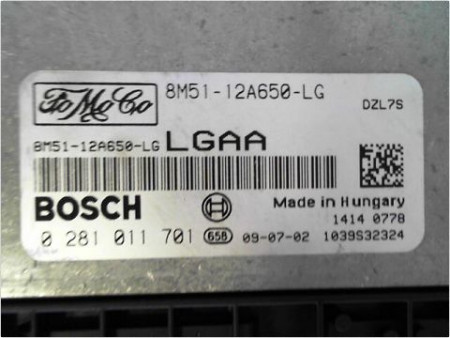 FoMoCo 8M51-12A650-LG
DZL7S
8M51-12A650-LG LGAA
BOSCH
Made in Hungary
1414 0778
0 281 011 701 658 09-07-02 1039S32324